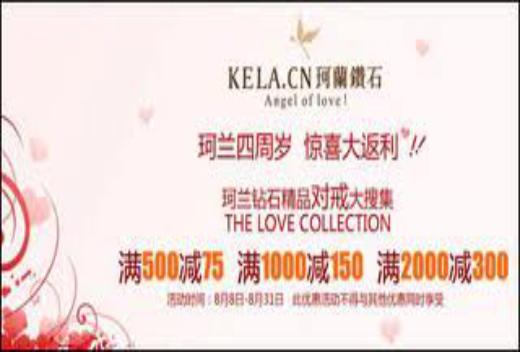 KELA.CN珂蘭鑽石
Angel of love!
珂兰四周岁 惊喜大返利!!
珂兰钻石精品对戒大搜集
THE LOVE COLLECTION
满500减75 满1000减150 满2000减300
活动时间：8月8日-8月31日 此优惠活动不得与其他优惠同时享受